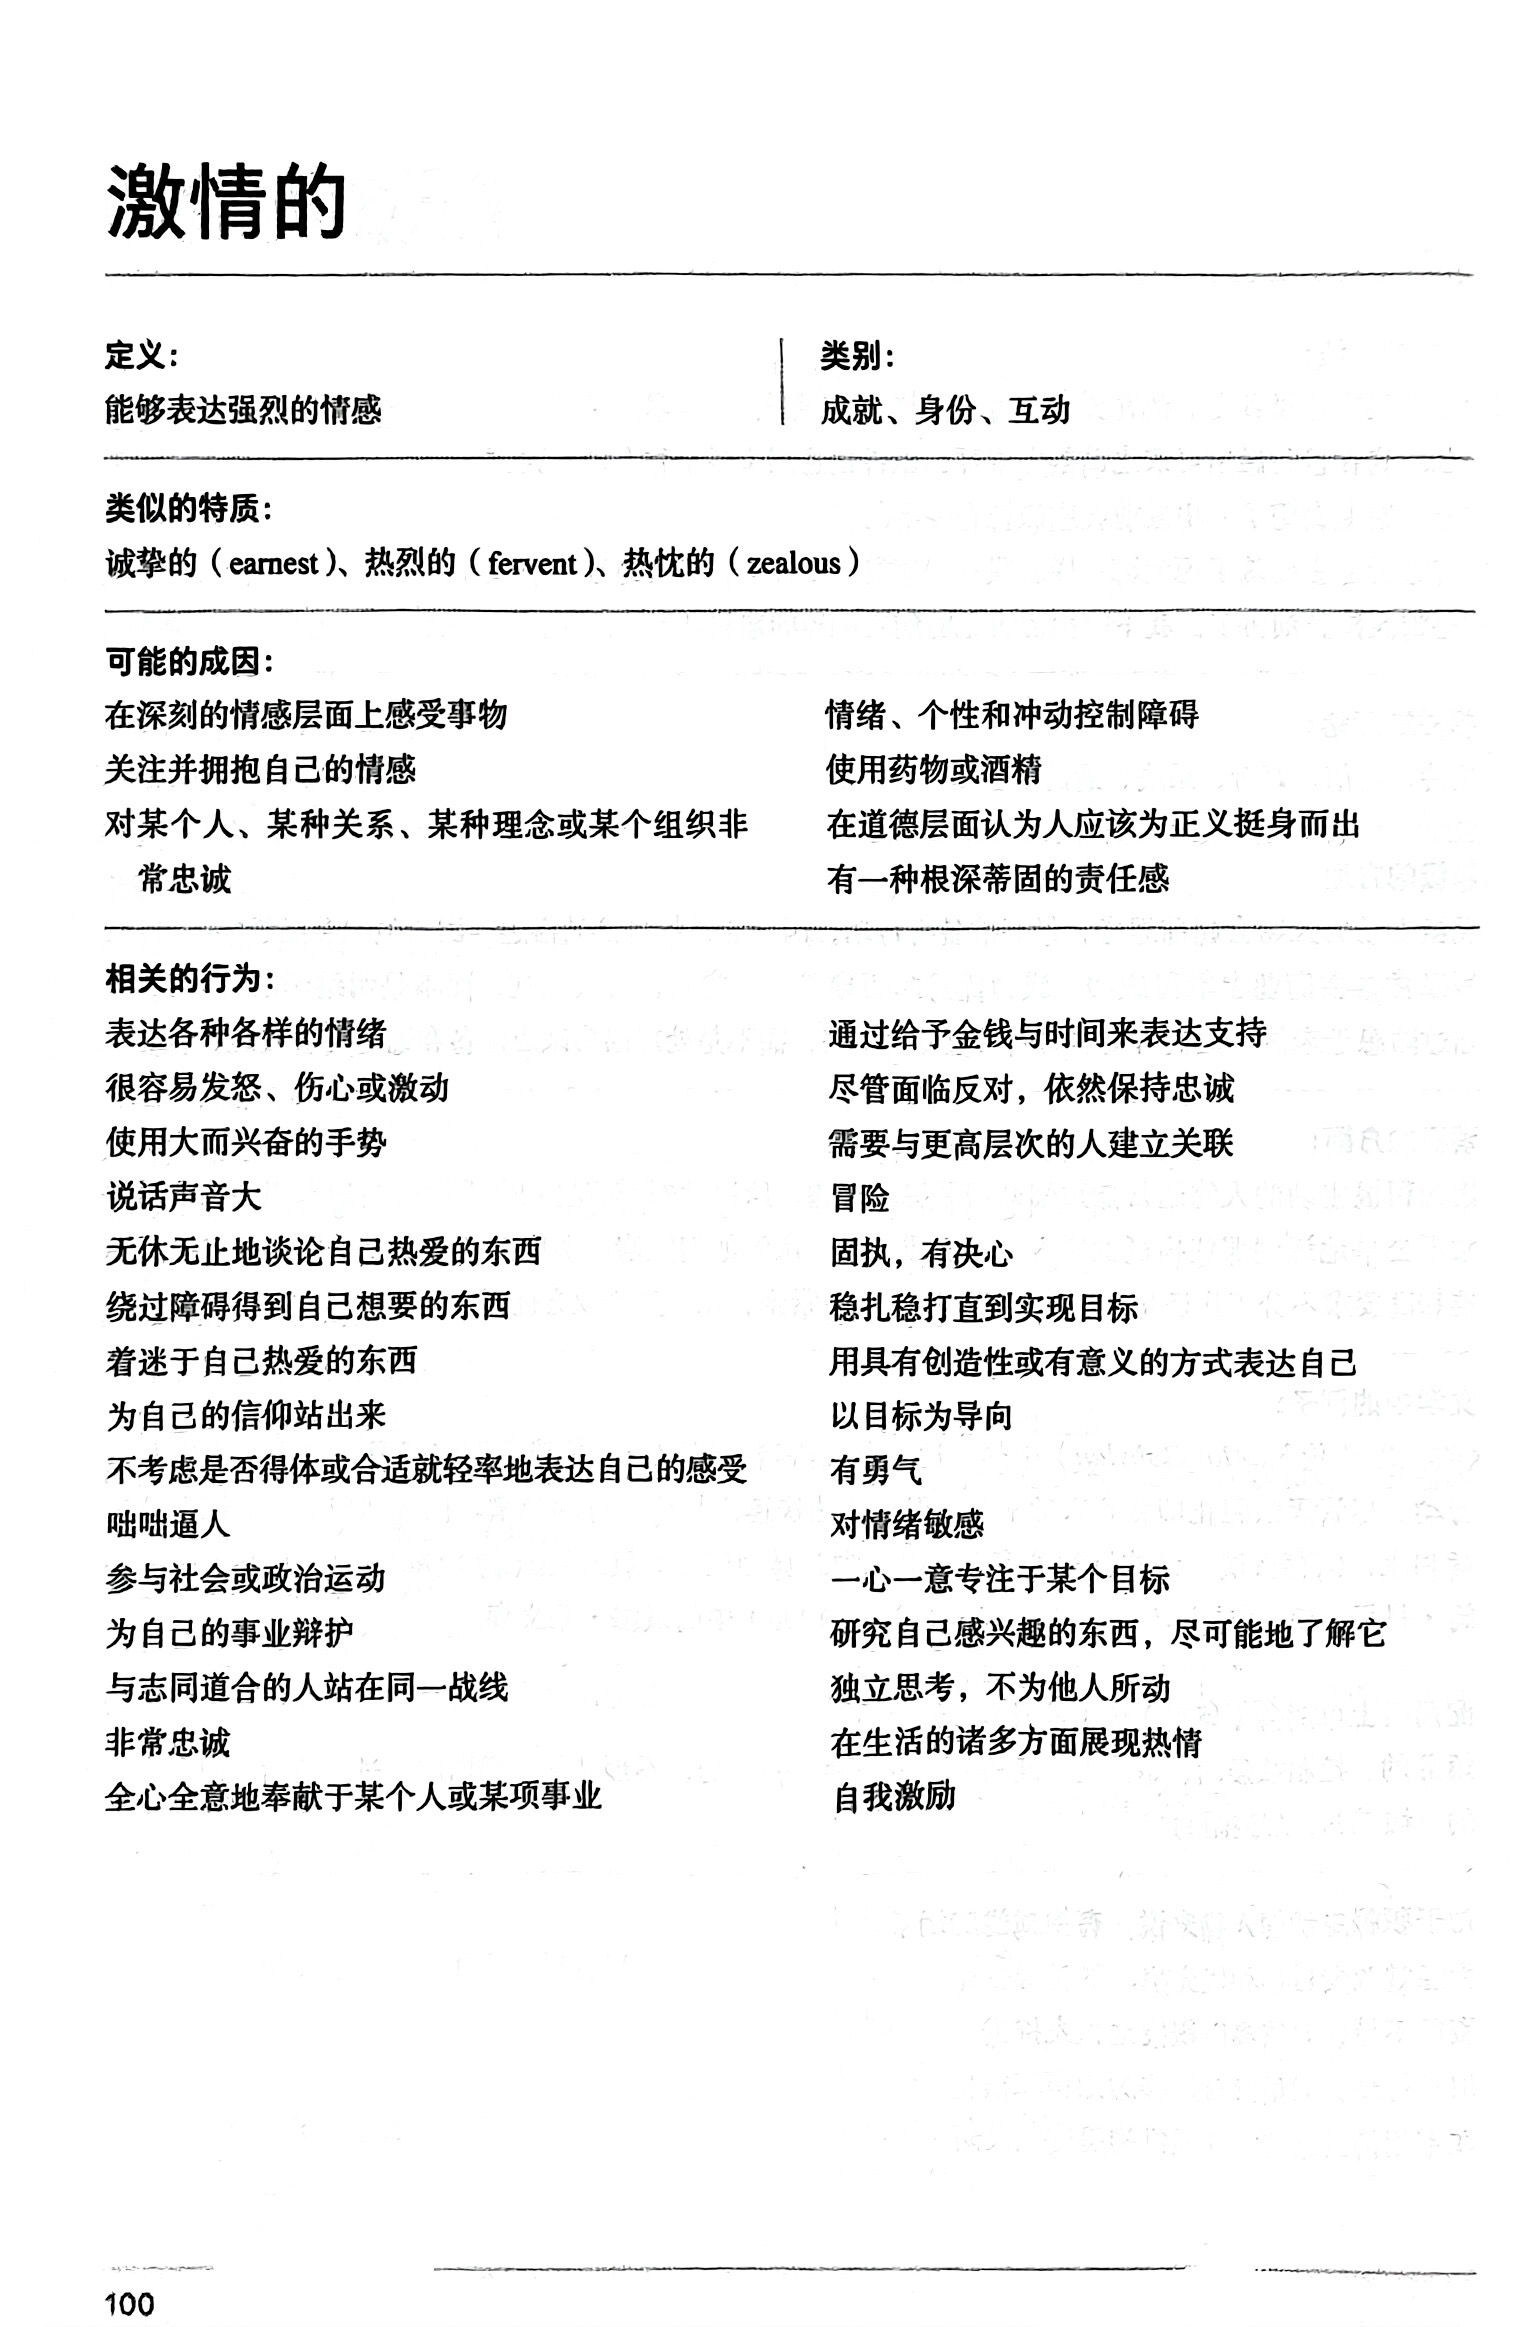 激情的
定义：
能够表达强烈的情感
类别：
成就、身份、互动
类似的特质：
诚挚的（earnest）、热烈的（fervent）、热忱的（zealous）
可能的成因：
在深刻的情感层面上感受事物
关注并拥抱自己的情感
对某个人、某种关系、某种理念或某个组织非
常忠诚
情绪、个性和冲动控制障碍
使用药物或酒精
在道德层面认为人应该为正义挺身而出
有一种根深蒂固的责任感
相关的行为：
表达各种各样的情绪
很容易发怒、伤心或激动
使用大而兴奋的手势
说话声音大
无休无止地谈论自己热爱的东西
绕过障碍得到自己想要的东西
着迷于自己热爱的东西
为自己的信仰站出来
不考虑是否得体或合适就轻率地表达自己的感受
咄咄逼人
参与社会或政治运动
为自己的事业辩护
与志同道合的人站在同一战线
非常忠诚
全心全意地奉献于某个人或某项事业
通过给予金钱与时间来表达支持
尽管面临反对，依然保持忠诚
需要与更高层次的人建立关联
冒险
固执，有决心
稳扎稳打直到实现目标
用具有创造性或有意义的方式表达自己
以目标为导向
有勇气
对情绪敏感
一心一意专注于某个目标
研究自己感兴趣的东西，尽可能地了解它
独立思考，不为他人所动
在生活的诸多方面展现热情
自我激励
100